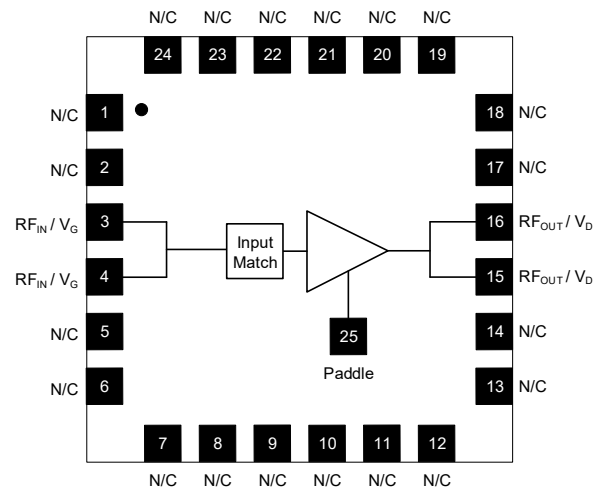 N/C N/C N/C N/C N/C N/C
24 23 22 21 20 19
N/C 1 18 N/C
N/C 2 17 N/C
RF_IN / V_G 3 16 RF_OUT / V_D
Input
Match
RF_IN / V_G 4 15 RF_OUT / V_D
N/C 5 25 14 N/C
Paddle
N/C 6 13 N/C
7 8 9 10 11 12
N/C N/C N/C N/C N/C N/C